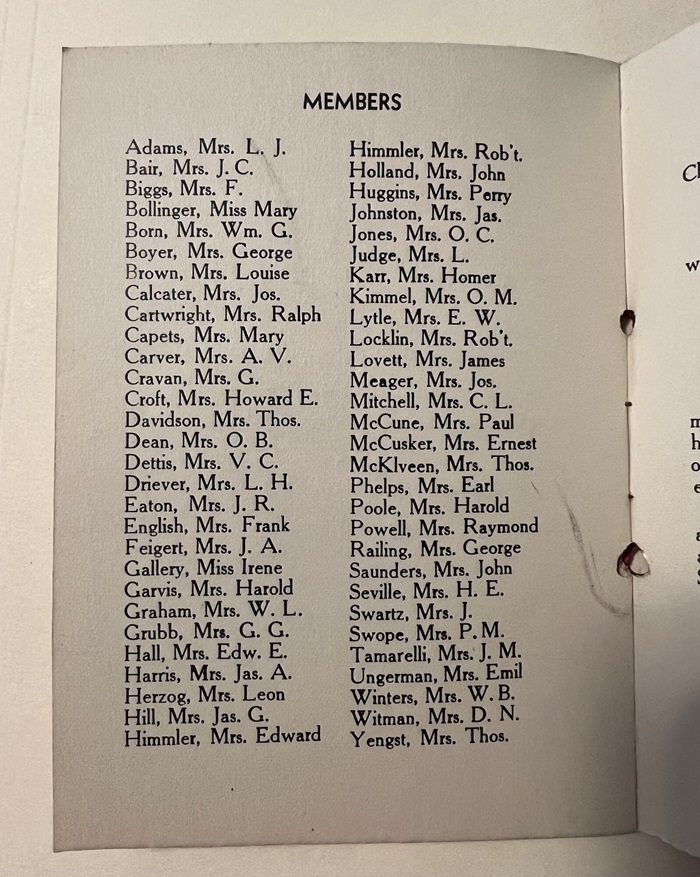 MEMBERS
Adams, Mrs. L. J.
Bair, Mrs. J. C.
Biggs, Mrs. F.
Bollinger, Miss Mary
Born, Mrs. Wm. G.
Boyer, Mrs. George
Brown, Mrs. Louise
Calcater, Mrs. Jos.
Cartwright, Mrs. Ralph
Capets, Mrs. Mary
Carver, Mrs. A. V.
Cravan, Mrs. G.
Croft, Mrs. Howard E.
Davidson, Mrs. Thos.
Dean, Mrs. O. B.
Dettis, Mrs. V. C.
Driever, Mrs. L. H.
Eaton, Mrs. J. R.
English, Mrs. Frank
Feigert, Mrs. J. A.
Gallery, Miss Irene
Garvis, Mrs. Harold
Graham, Mrs. W. L.
Grubb, Mrs. G. G.
Hall, Mrs. Edw. E.
Harris, Mrs. Jas. A.
Herzog, Mrs. Leon
Hill, Mrs. Jas. G.
Himmler, Mrs. Edward
Himmler, Mrs. Rob't.
Holland, Mrs. John
Huggins, Mrs. Perry
Johnston, Mrs. Jas.
Jones, Mrs. O. C.
Judge, Mrs. L.
Karr, Mrs. Homer
Kimmel, Mrs. O. M.
Lytle, Mrs. E. W.
Locklin, Mrs. Rob't.
Lovett, Mrs. James
Meager, Mrs. Jos.
Mitchell, Mrs. C. L.
McCune, Mrs. Paul
McCusker, Mrs. Ernest
McKlveen, Mrs. Thos.
Phelps, Mrs. Earl
Poole, Mrs. Harold
Powell, Mrs. Raymond
Railing, Mrs. George
Saunders, Mrs. John
Seville, Mrs. H. E.
Swartz, Mrs. J.
Swope, Mrs. P. M.
Tamarelli, Mrs. J. M.
Ungerman, Mrs. Emil
Winters, Mrs. W. B.
Witman, Mrs. D. N.
Yengst, Mrs. Thos.